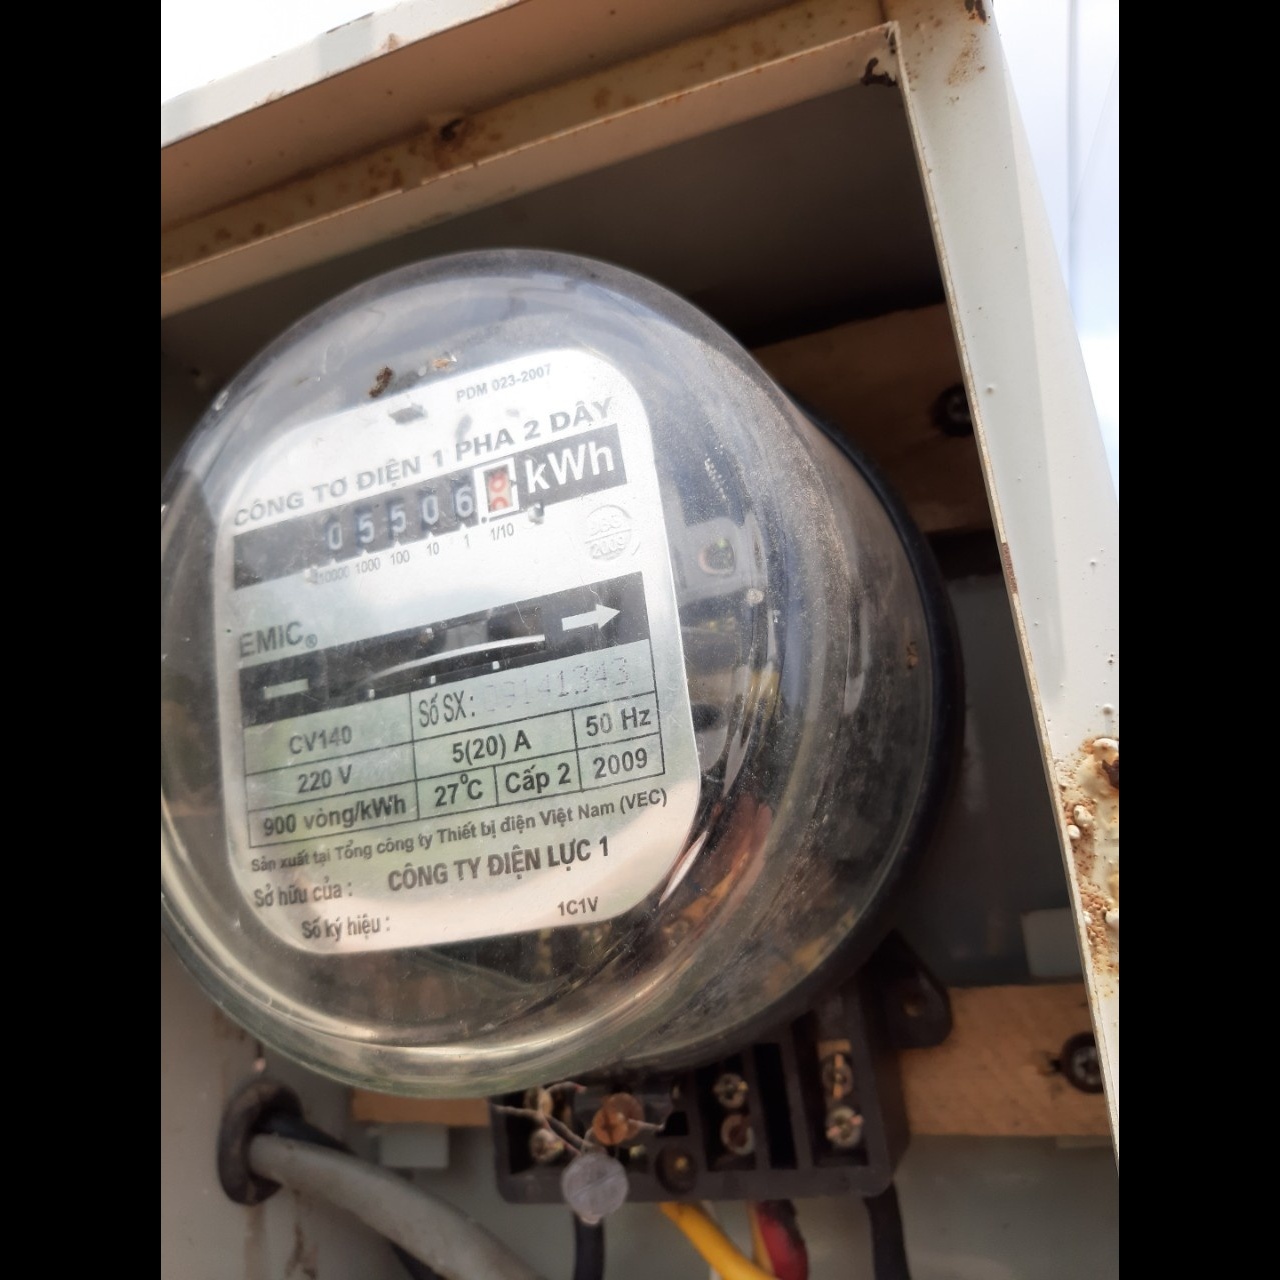 PDM 023-2007
CÔNG TƠ ĐIỆN 1 PHA 2 DÂY
0 5 5 0 6 kWh
10000 1000 100 10 1 1/10
2009
EMIC®
CV140 Số SX: 09141343
220 V 5(20) A 50 Hz
900 vòng/kWh 27°C Cấp 2 2009
Sản xuất tại Tổng công ty Thiết bị điện Việt Nam (VEC)
Sở hữu của : CÔNG TY ĐIỆN LỰC 1
Số ký hiệu : 1C1V